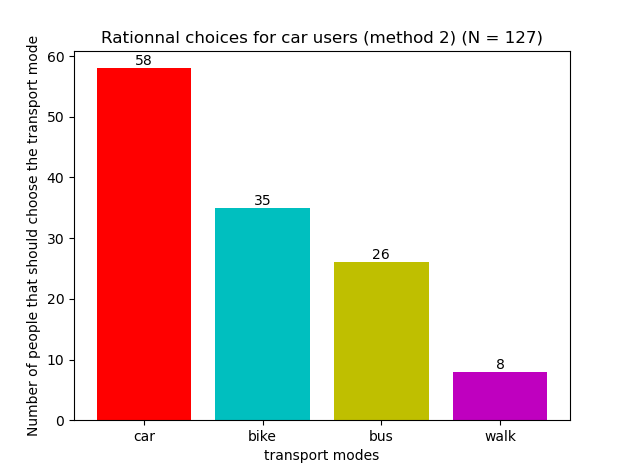 Rationnal choices for car users (method 2) (N = 127)
Number of people that should choose the transport mode
60
50
40
30
20
10
0
58
35
26
8
car bike bus walk
transport modes